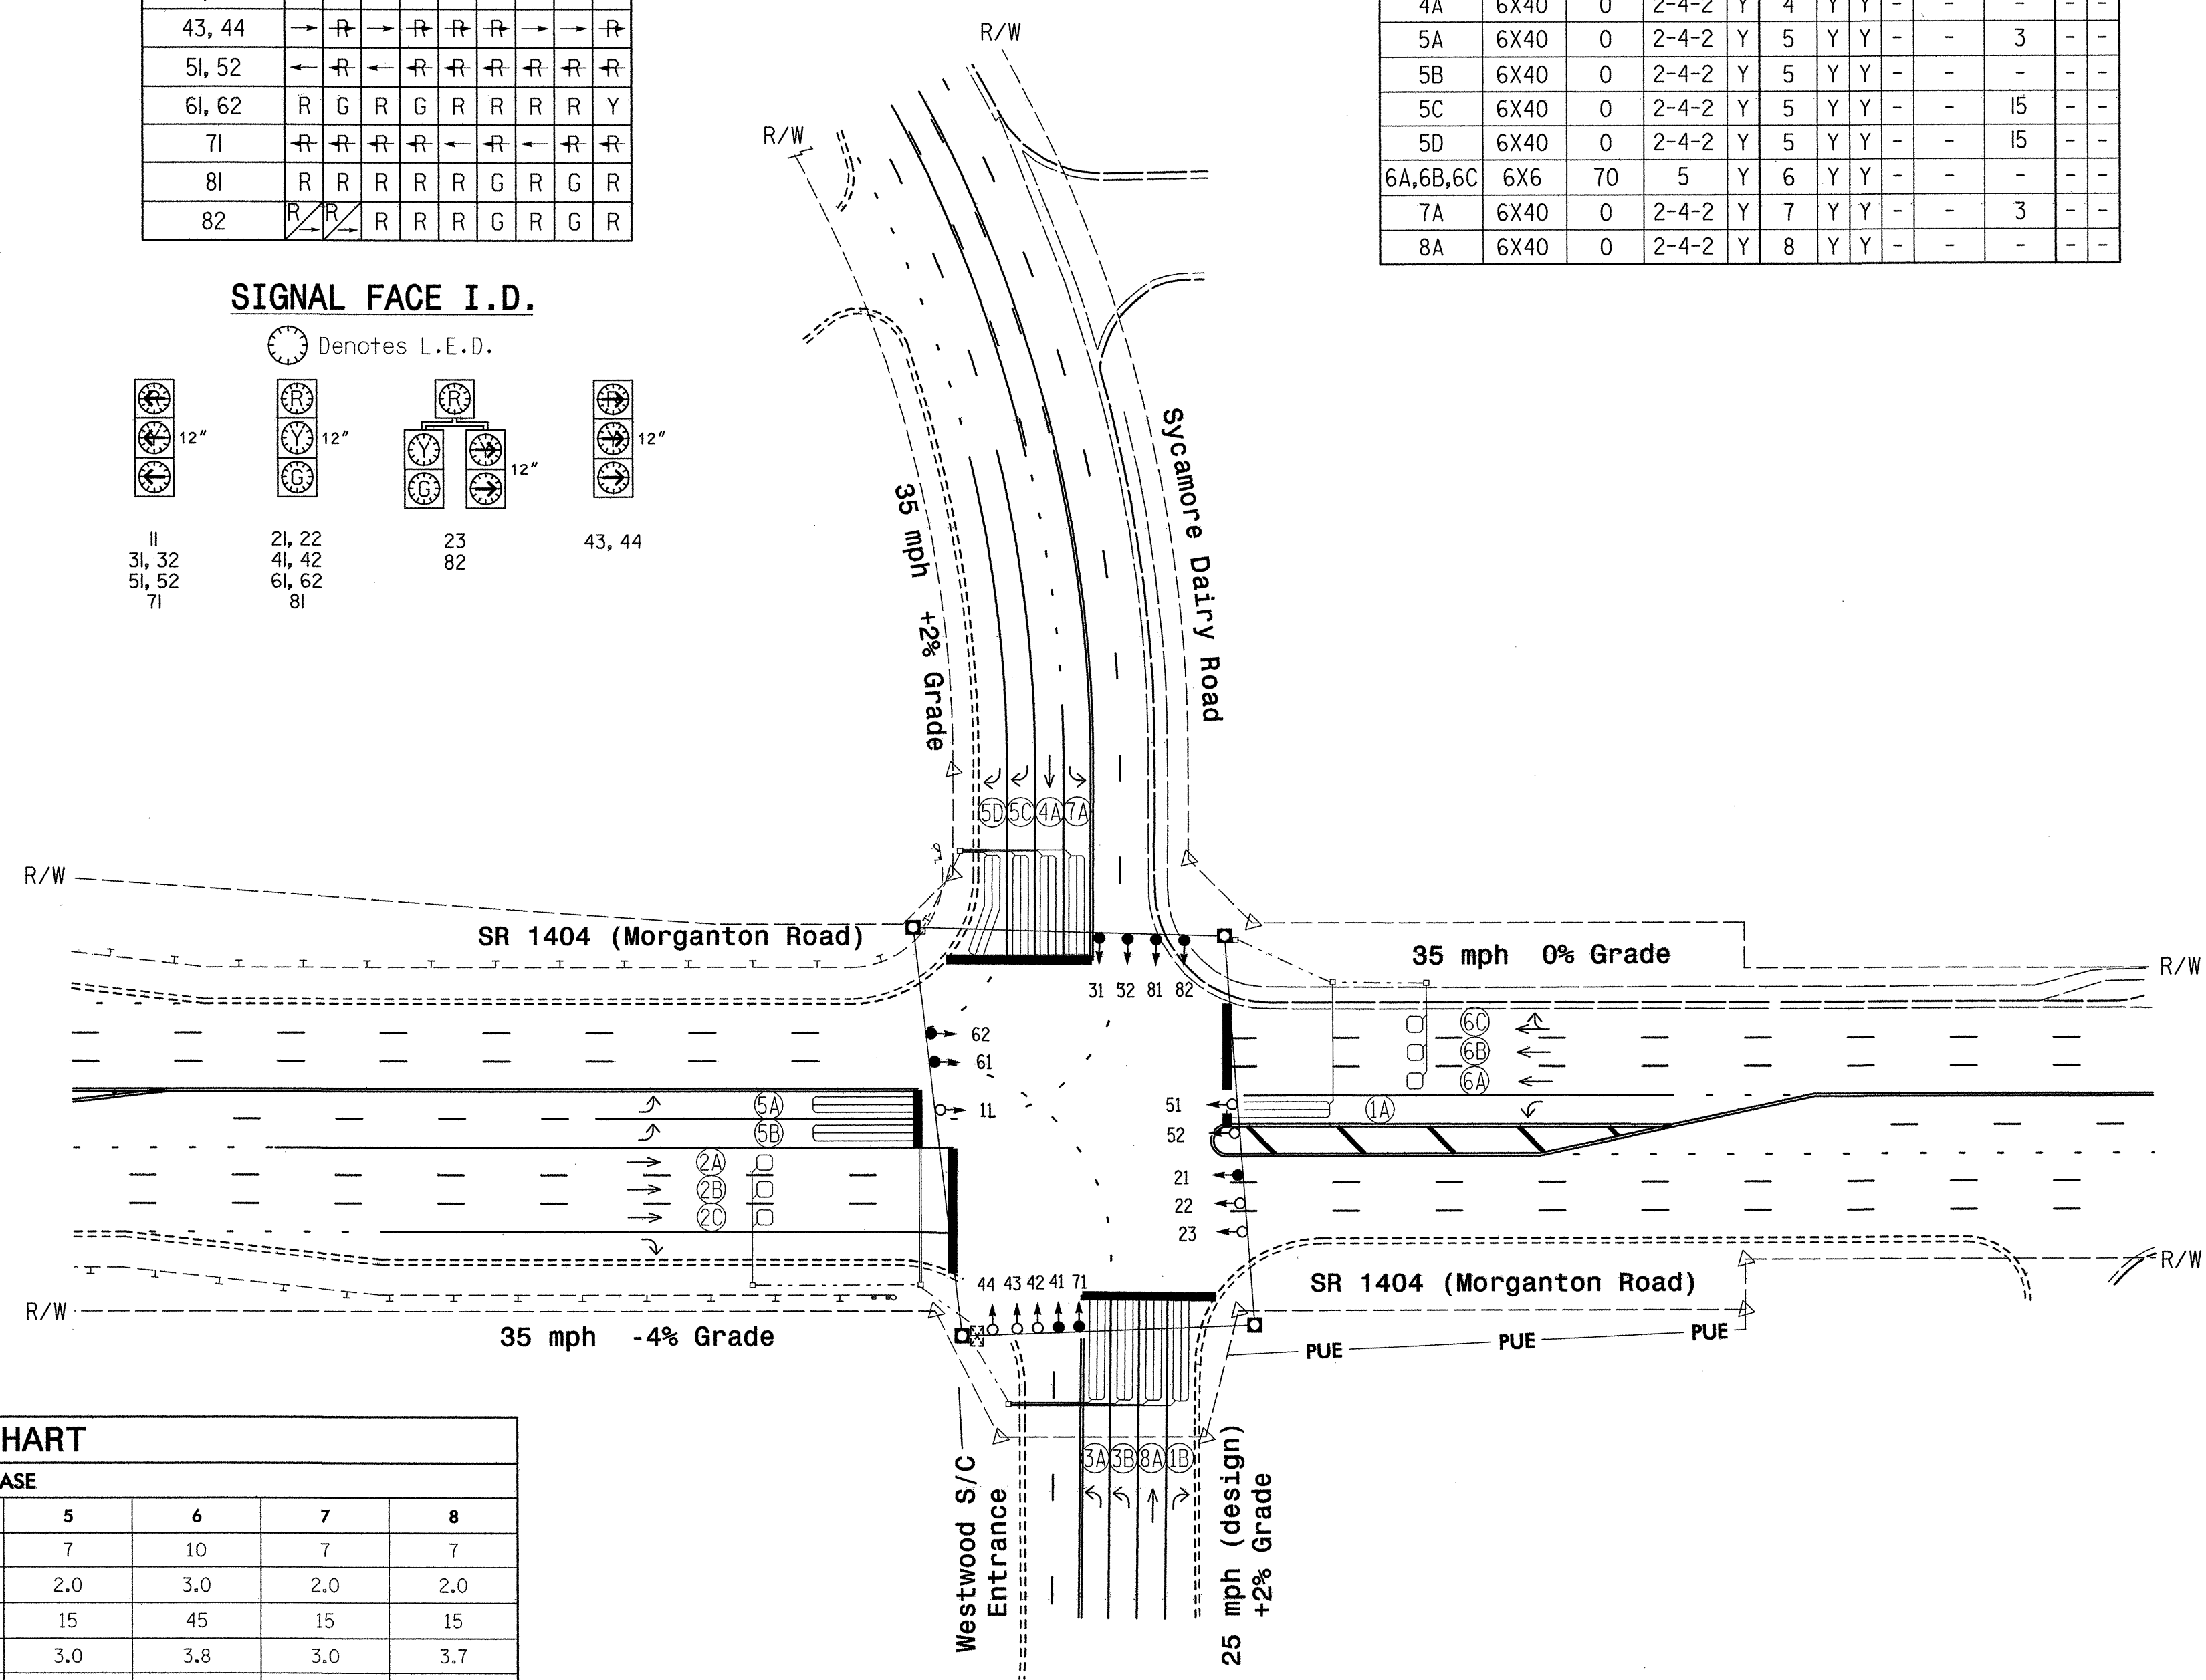 43, 44 → R → R R R → → R
51, 52 ← R ← R R R R R R
61, 62 R G R G R R R R Y
71 R R R R ← R ← R R
81 R R R R R G R G R
82 R R R R R G R G R
SIGNAL FACE I.D.
Denotes L.E.D.
R Y 12"
R Y G 12"
R Y G Y 12"
R Y 12"
11
31, 32
51, 52
71
21, 22
41, 42
61, 62
81
23
82
43, 44
4A 6X40 0 2-4-2 Y 4 Y Y - - - - -
5A 6X40 0 2-4-2 Y 5 Y Y - - 3 - -
5B 6X40 0 2-4-2 Y 5 Y Y - - - - -
5C 6X40 0 2-4-2 Y 5 Y Y - - 15 - -
5D 6X40 0 2-4-2 Y 5 Y Y - - 15 - -
6A,6B,6C 6X6 70 5 Y 6 Y Y - - - - -
7A 6X40 0 2-4-2 Y 7 Y Y - - 3 - -
8A 6X40 0 2-4-2 Y 8 Y Y - - - - -
R/W
R/W
Sycamore Dairy Road
35 mph +2% Grade
5D 5C 4A 7A
R/W
SR 1404 (Morganton Road)
35 mph 0% Grade
R/W
31 32 81 82
62
61
11
6C
6B
6A
51
1A
52
5A
5B
2A
2B
2C
21
22
23
44 43 42 41 71
SR 1404 (Morganton Road)
R/W
R/W
35 mph -4% Grade
PUE
PUE
PUE
3A 3B 8A 1B
Westwood S/C
Entrance
25 mph (design)
+2% Grade
HART
ASE
5 6 7 8
7 10 7 7
2.0 3.0 2.0 2.0
15 45 15 15
3.0 3.8 3.0 3.7